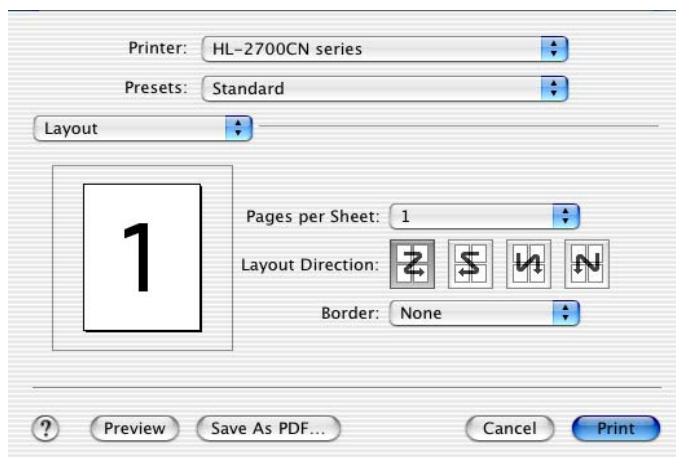 Printer: HL-2700CN series
Presets: Standard
Layout
1
Pages per Sheet: 1
Layout Direction:
Border: None
? Preview Save As PDF... Cancel Print